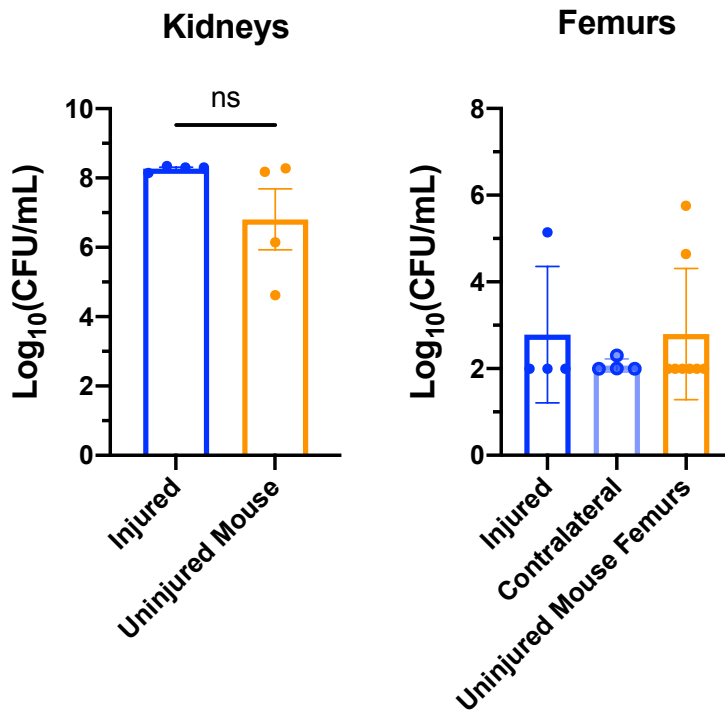 Kidneys
Log10(CFU/mL)
10
8
6
4
2
0
ns
Injured
Uninjured Mouse
Femurs
Log10(CFU/mL)
8
6
4
2
0
Injured
Contralateral
Uninjured Mouse Femurs